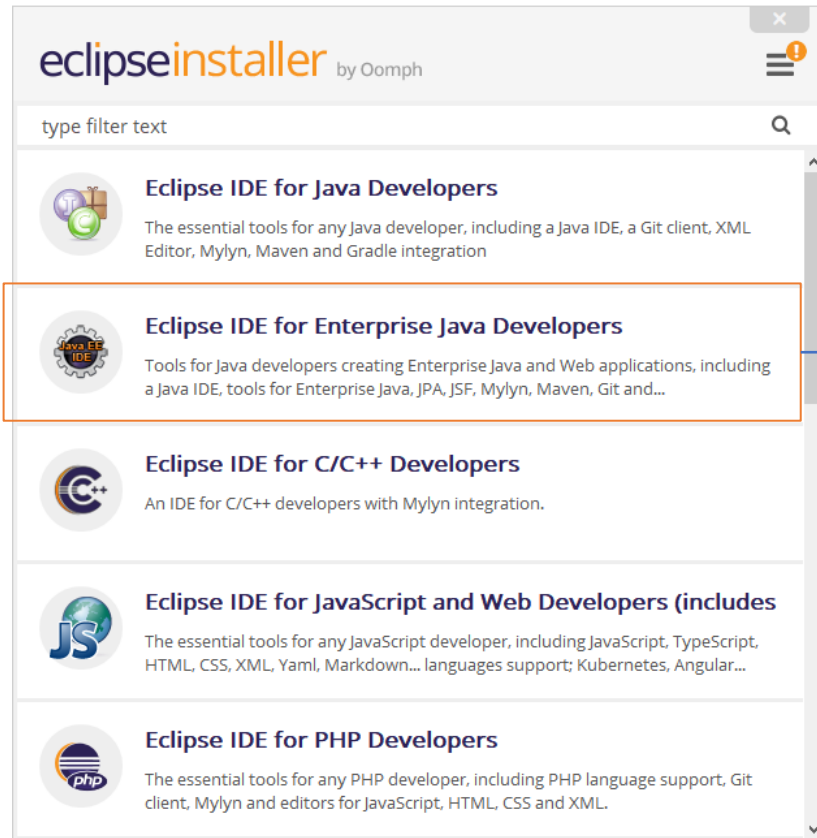 eclipseinstaller by Oomph
!
type filter text
Eclipse IDE for Java Developers
The essential tools for any Java developer, including a Java IDE, a Git client, XML
Editor, Mylyn, Maven and Gradle integration
Java EE
IDE
Eclipse IDE for Enterprise Java Developers
Tools for Java developers creating Enterprise Java and Web applications, including
a Java IDE, tools for Enterprise Java, JPA, JSF, Mylyn, Maven, Git and...
C++
Eclipse IDE for C/C++ Developers
An IDE for C/C++ developers with Mylyn integration.
JS
Eclipse IDE for JavaScript and Web Developers (includes
The essential tools for any JavaScript developer, including JavaScript, TypeScript,
HTML, CSS, XML, Yaml, Markdown... languages support; Kubernetes, Angular...
php
Eclipse IDE for PHP Developers
The essential tools for any PHP developer, including PHP language support, Git
client, Mylyn and editors for JavaScript, HTML, CSS and XML.